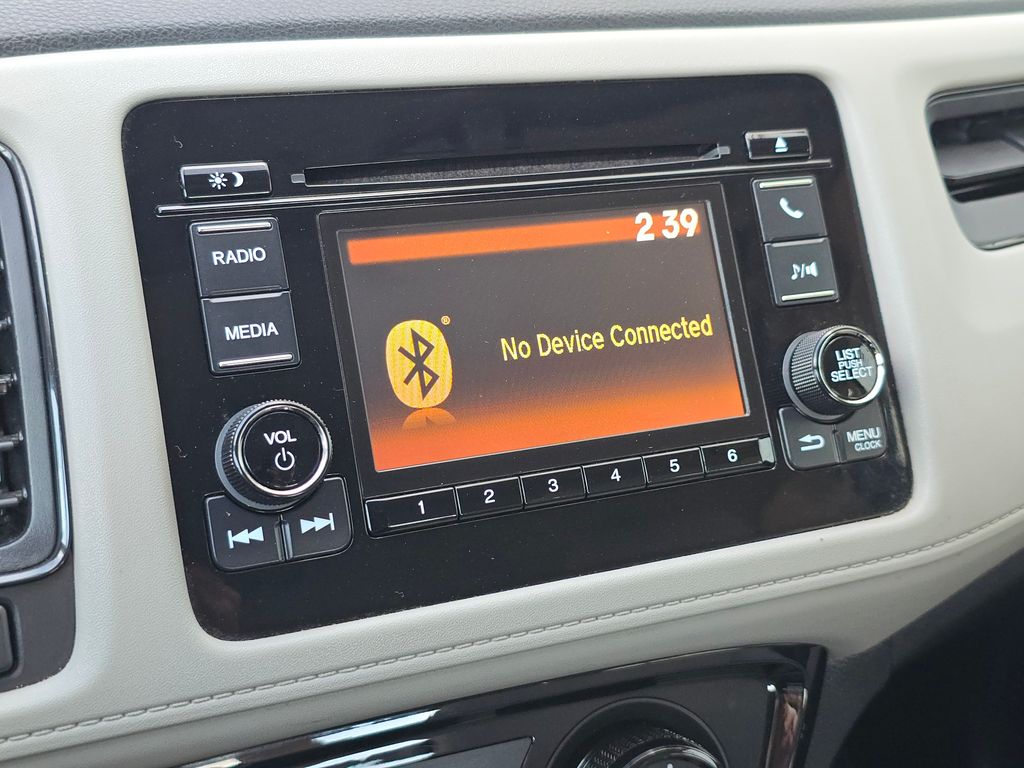 2 39
RADIO
MEDIA
®
No Device Connected
LIST
PUSH
SELECT
VOL
MENU
CLOCK
1 2 3 4 5 6